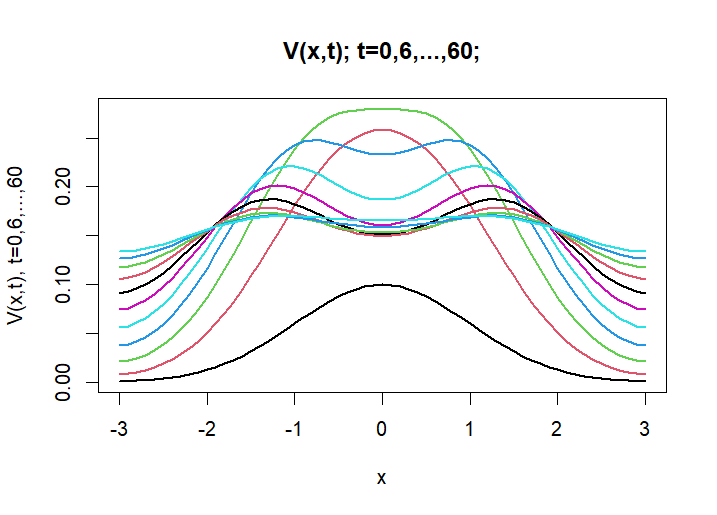 V(x,t); t=0,6,...,60;
V(x,t), t=0,6,...,60
0.20
0.10
0.00
-3 -2 -1 0 1 2 3
x